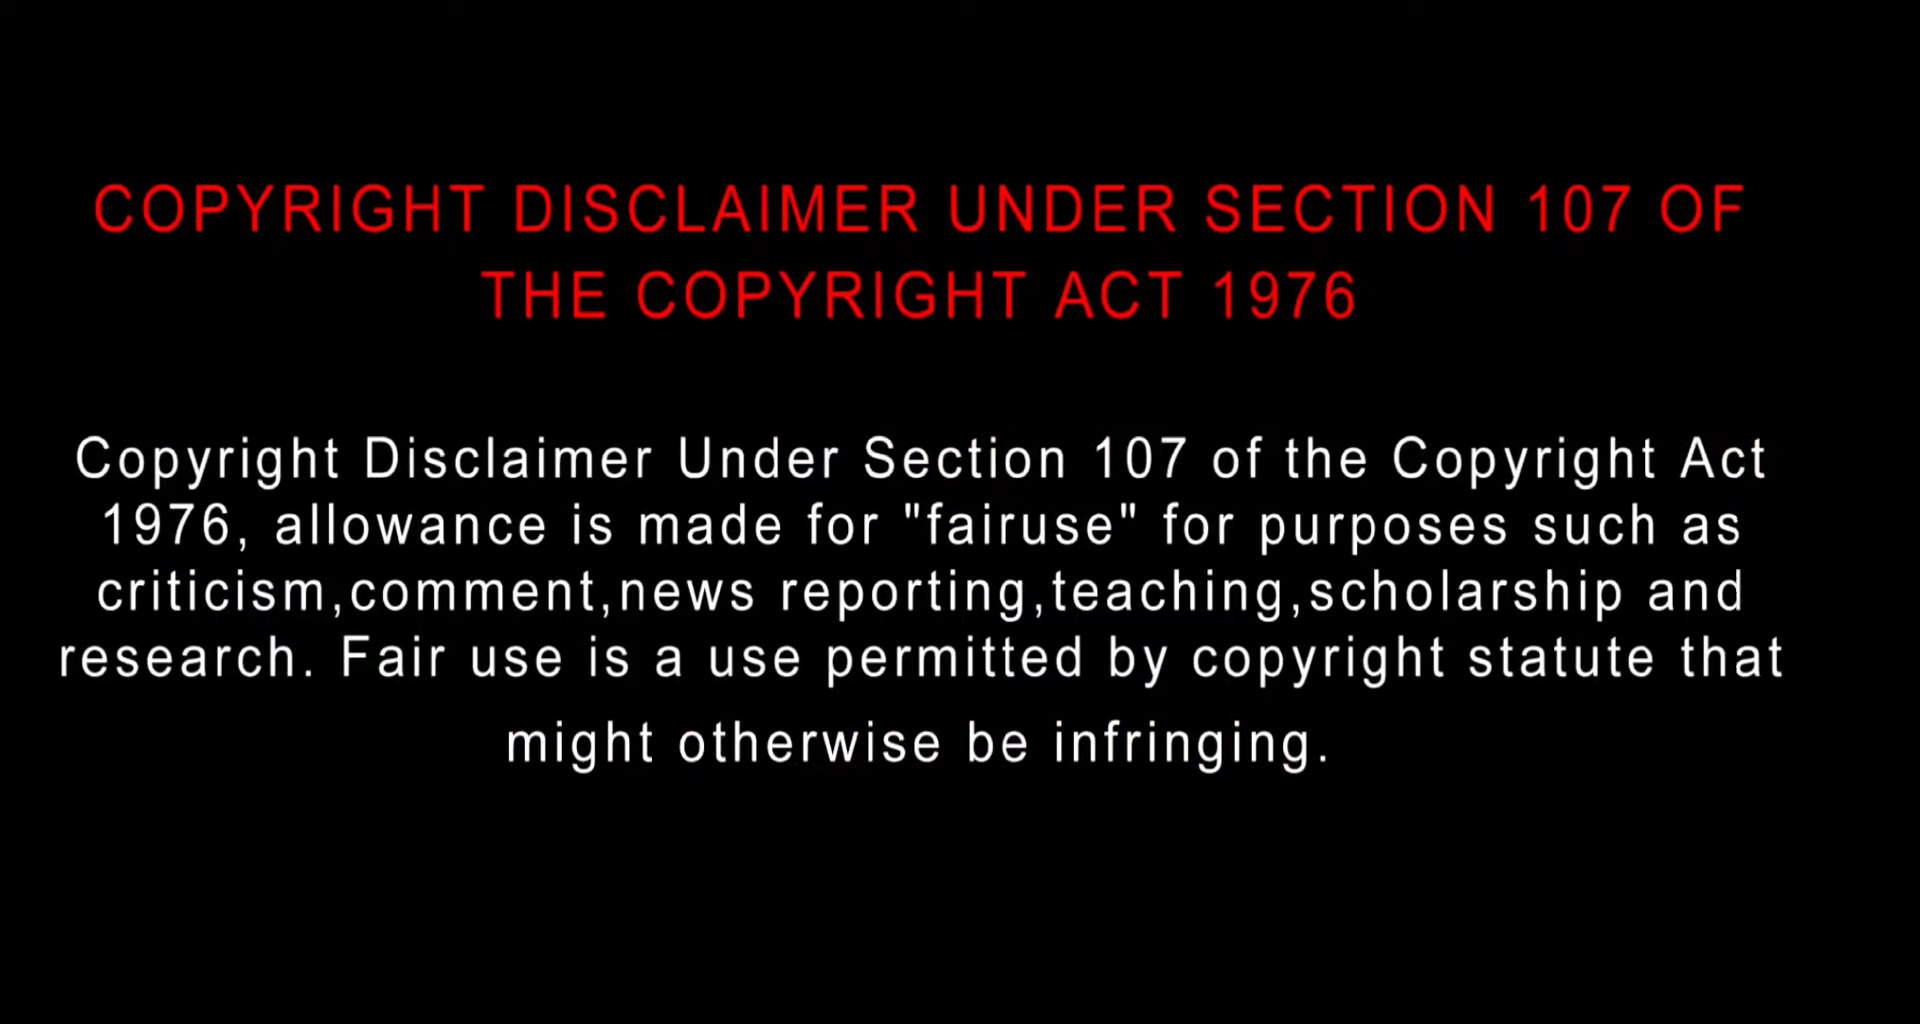 COPYRIGHT DISCLAIMER UNDER SECTION 107 OF
THE COPYRIGHT ACT 1976
Copyright Disclaimer Under Section 107 of the Copyright Act
1976, allowance is made for "fairuse" for purposes such as
criticism,comment,news reporting,teaching,scholarship and
research. Fair use is a use permitted by copyright statute that
might otherwise be infringing.